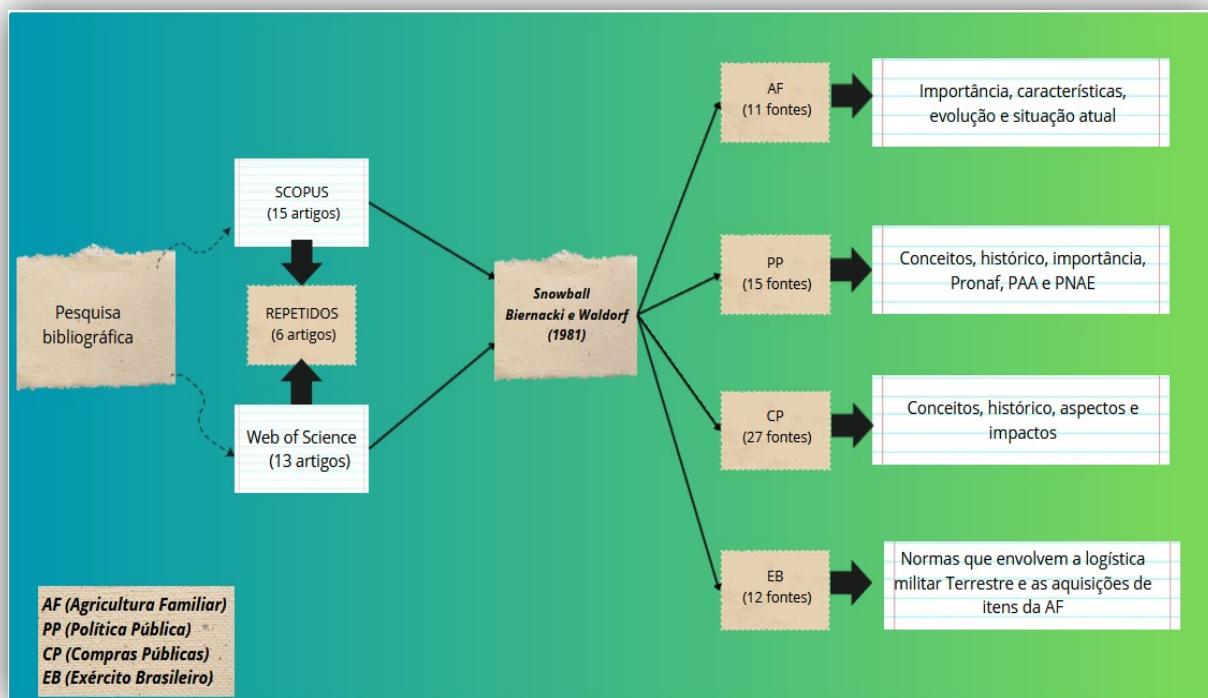 Pesquisa
bibliográfica
SCOPUS
(15 artigos)
REPETIDOS
(6 artigos)
Web of Science
(13 artigos)
Snowball
Biernacki e Waldorf
(1981)
AF
(11 fontes)
Importância, características,
evolução e situação atual
PP
(15 fontes)
Conceitos, histórico, importância,
Pronaf, PAA e PNAE
CP
(27 fontes)
Conceitos, histórico, aspectos e
impactos
EB
(12 fontes)
Normas que envolvem a logística
militar Terrestre e as aquisições de
itens da AF
AF (Agricultura Familiar)
PP (Política Pública)
CP (Compras Públicas)
EB (Exército Brasileiro)